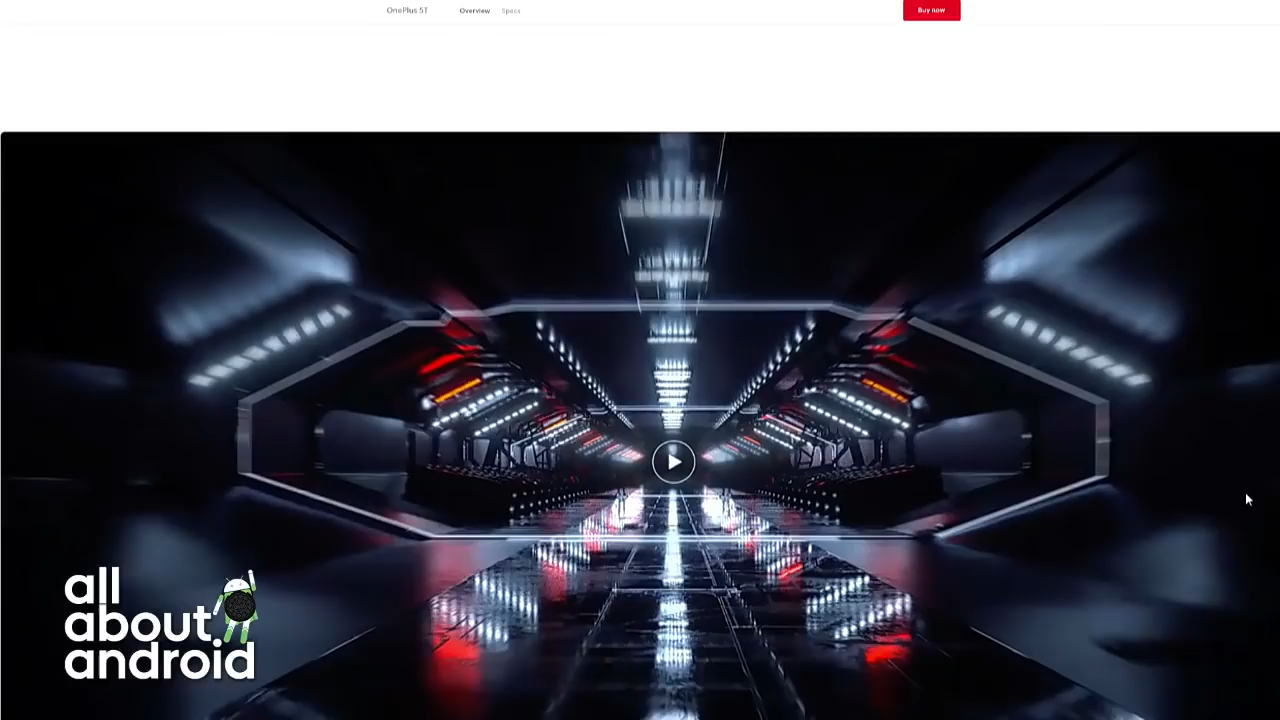 OnePlus 5T
Overview
Specs
Buy now
all
about
android